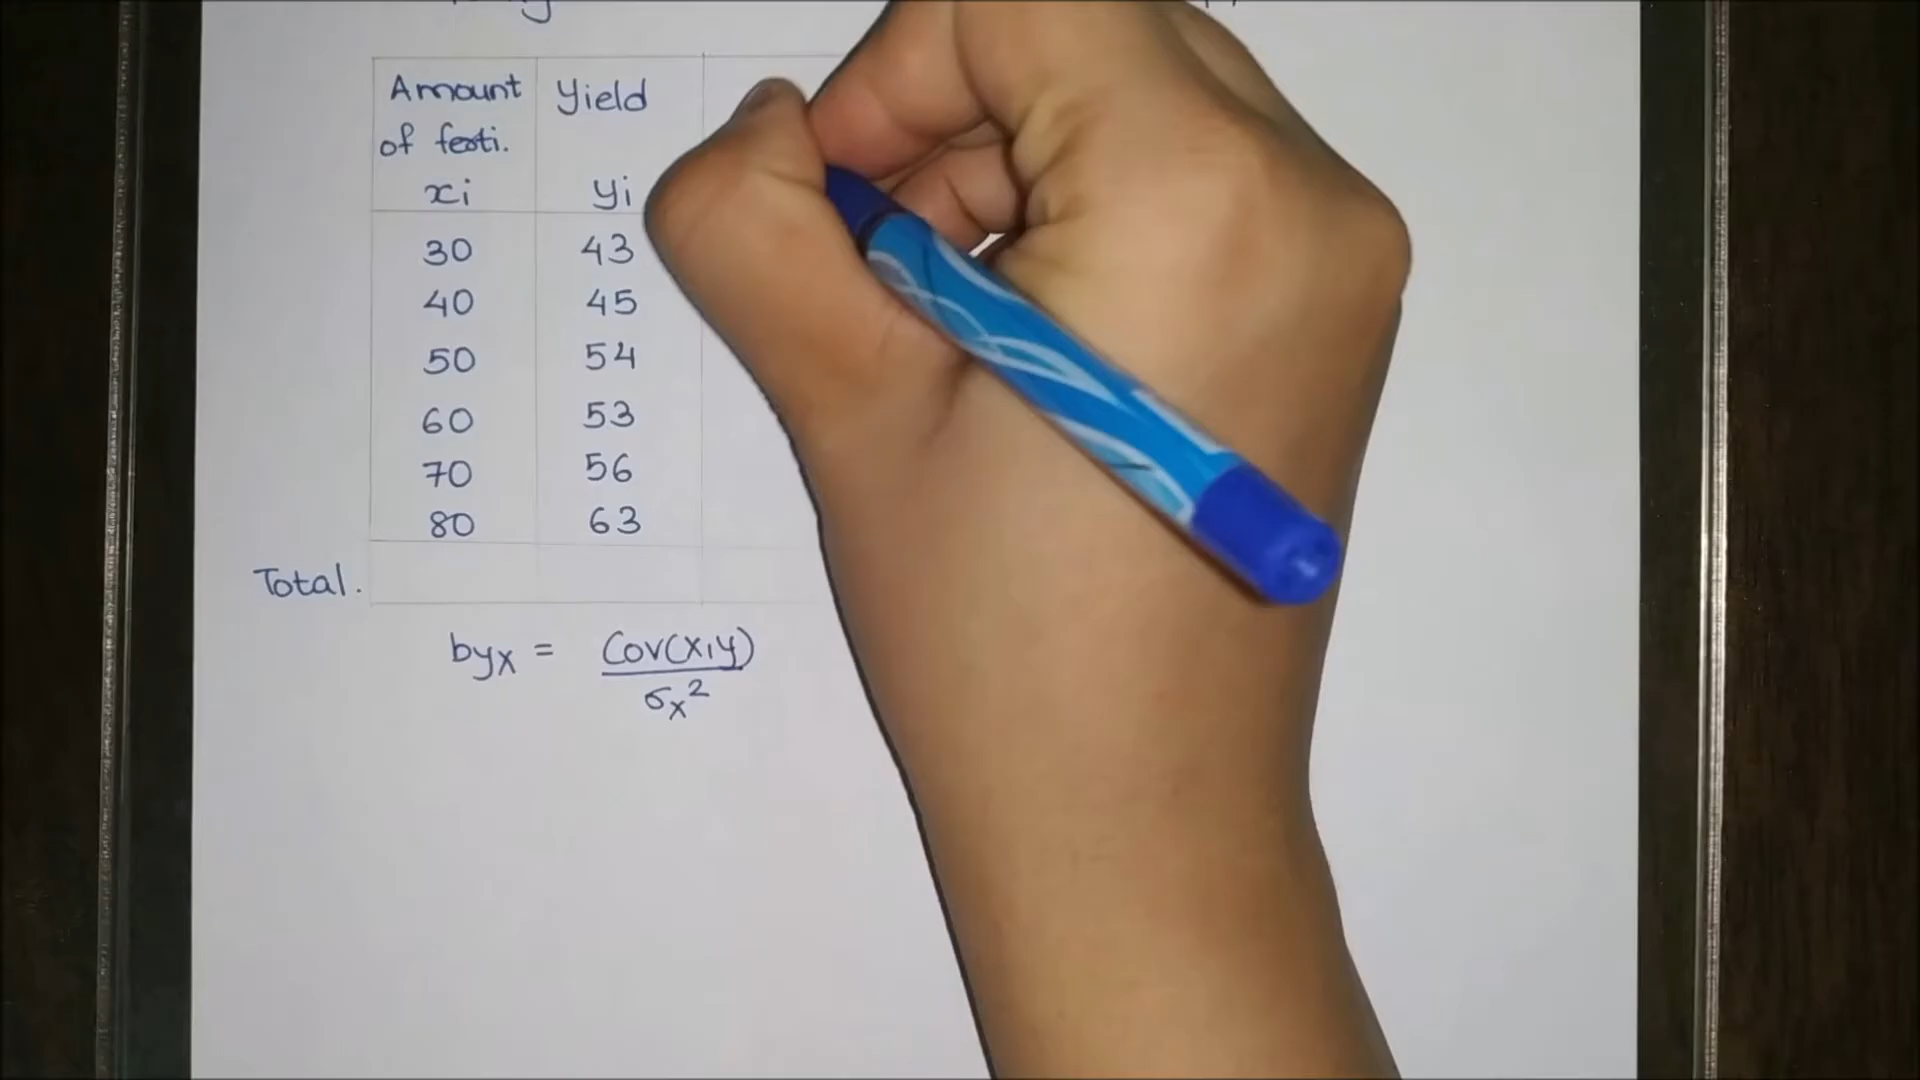 Amount Yield
of ferti.
xi yi
30 43
40 45
50 54
60 53
70 56
80 63
Total.
byx = Cov(x,y)
σx²